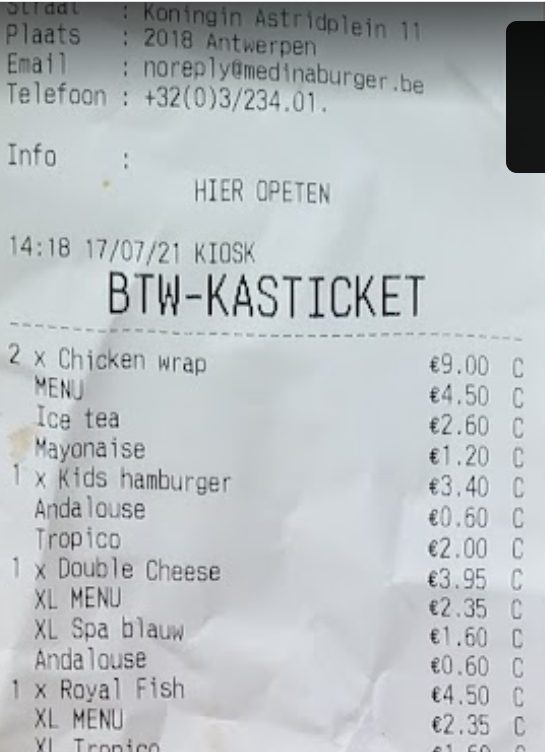 Straat : Koningin Astridplein 11
Plaats : 2018 Antwerpen
Email : noreply@medinaburger.be
Telefoon : +32(0)3/234.01.
Info :
HIER OPETEN
14:18 17/07/21 KIOSK
BTW-KASTICKET
2 x Chicken wrap €9.00 C
MENU €4.50 C
Ice tea €2.60 C
Mayonaise €1.20 C
1 x Kids hamburger €3.40 C
Andalouse €0.60 C
Tropico €2.00 C
1 x Double Cheese €3.95 C
XL MENU €2.35 C
XL Spa blauw €1.60 C
Andalouse €0.60 C
1 x Royal Fish €4.50 C
XL MENU €2.35 C
XL Tropico €1.60